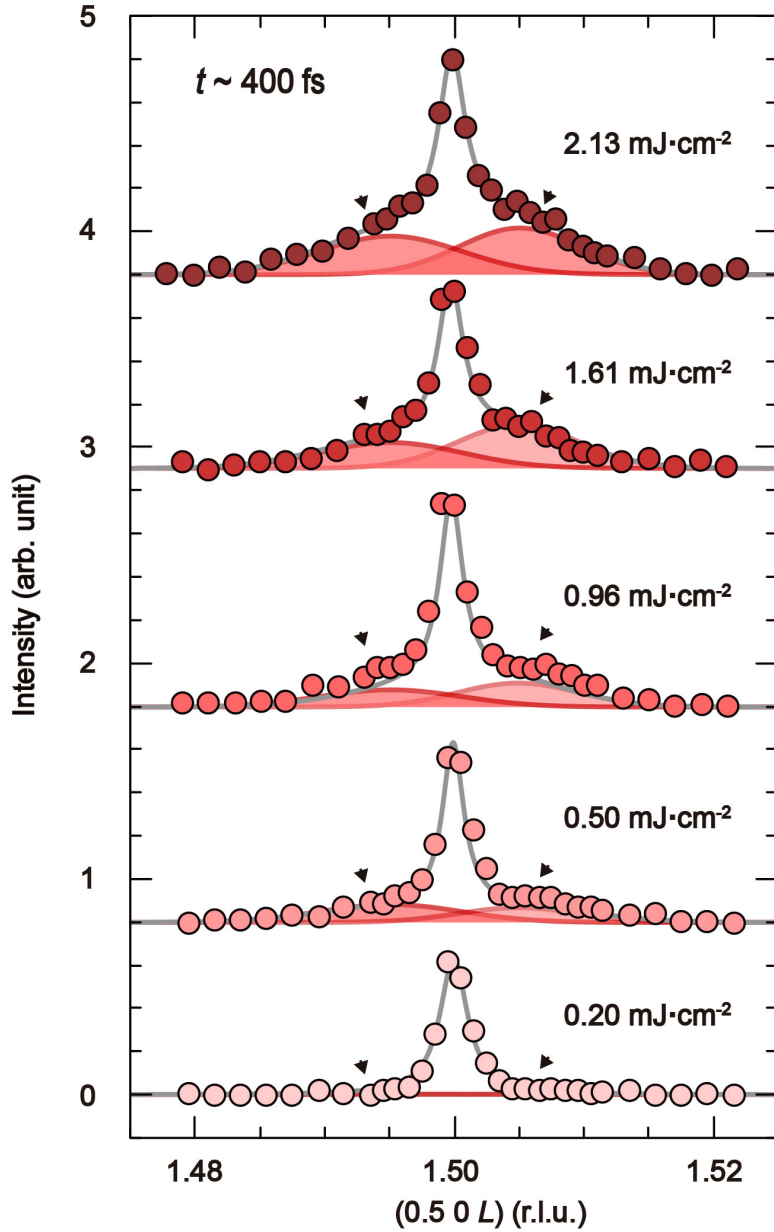 5
t ~ 400 fs
2.13 mJ·cm⁻²
4
1.61 mJ·cm⁻²
3
0.96 mJ·cm⁻²
Intensity (arb. unit)
2
0.50 mJ·cm⁻²
1
0.20 mJ·cm⁻²
0
1.48 1.50 1.52
(0.5 0 L) (r.l.u.)